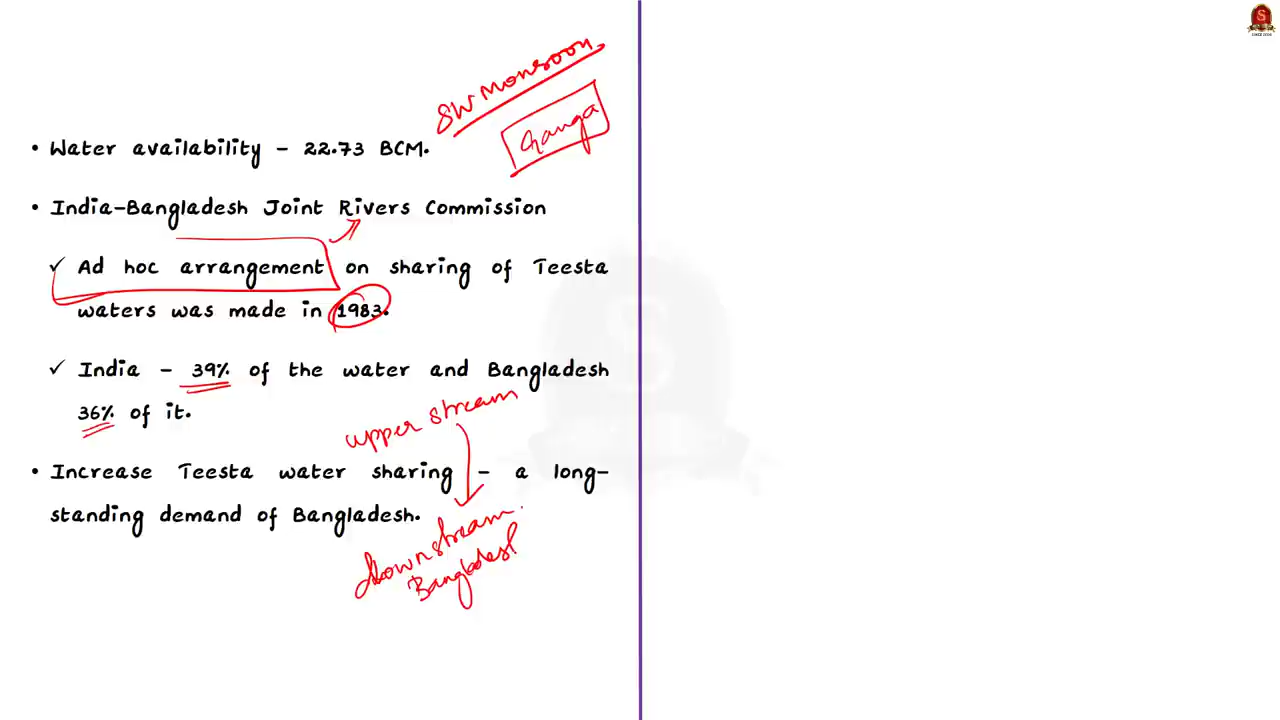 SW Monsoon
Ganga
• Water availability – 22.73 BCM.
• India-Bangladesh Joint Rivers Commission
✓ Ad hoc arrangement on sharing of Teesta
waters was made in 1983.
✓ India – 39% of the water and Bangladesh
36% of it.
upper stream
• Increase Teesta water sharing – a long-
standing demand of Bangladesh.
downstream
Bangladesh
S